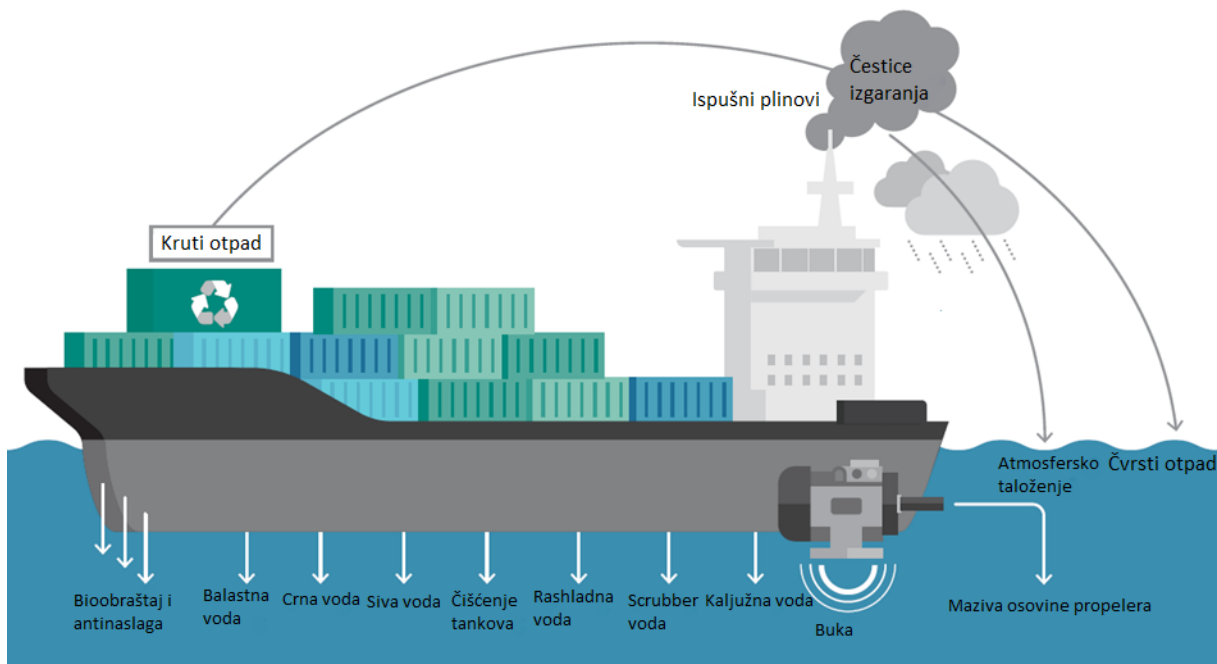 Čestice
izgaranja
Ispušni plinovi
Kruti otpad
Atmosfersko
taloženje
Čvrsti otpad
Bioobraštaj i
antinaslaga
Balastna
voda
Crna voda
Siva voda
Čišćenje
tankova
Rashladna
voda
Scrubber
voda
Kaljužna voda
Buka
Maziva osovine propelera